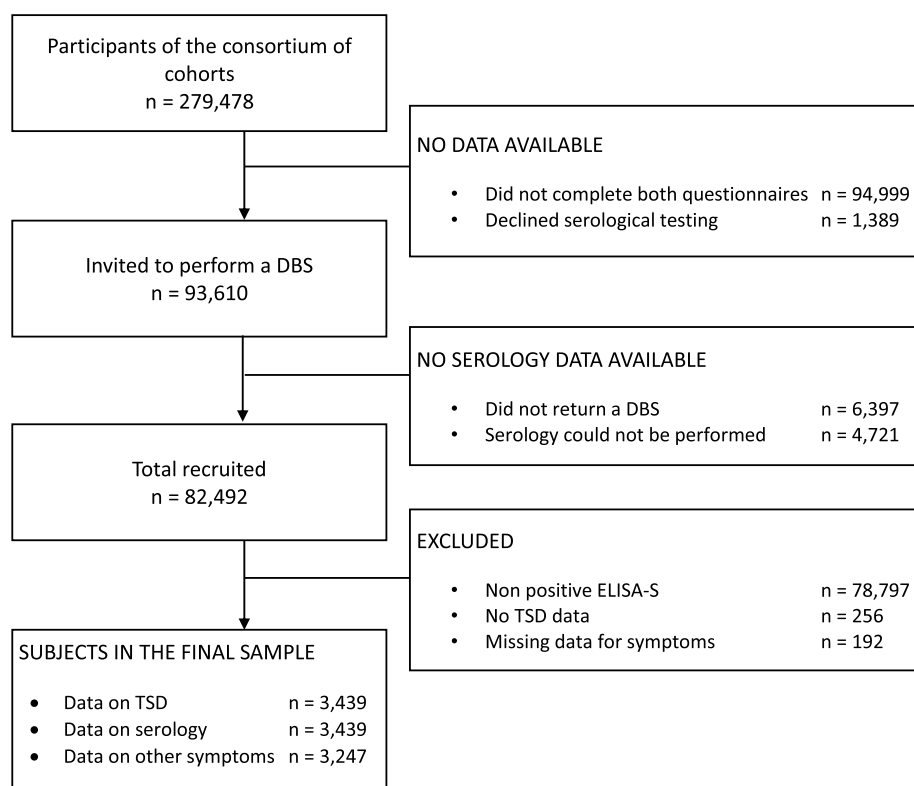 Participants of the consortium of
cohorts
n = 279,478
NO DATA AVAILABLE
• Did not complete both questionnaires n = 94,999
• Declined serological testing n = 1,389
Invited to perform a DBS
n = 93,610
NO SEROLOGY DATA AVAILABLE
• Did not return a DBS n = 6,397
• Serology could not be performed n = 4,721
Total recruited
n = 82,492
EXCLUDED
• Non positive ELISA-S n = 78,797
• No TSD data n = 256
• Missing data for symptoms n = 192
SUBJECTS IN THE FINAL SAMPLE
• Data on TSD n = 3,439
• Data on serology n = 3,439
• Data on other symptoms n = 3,247